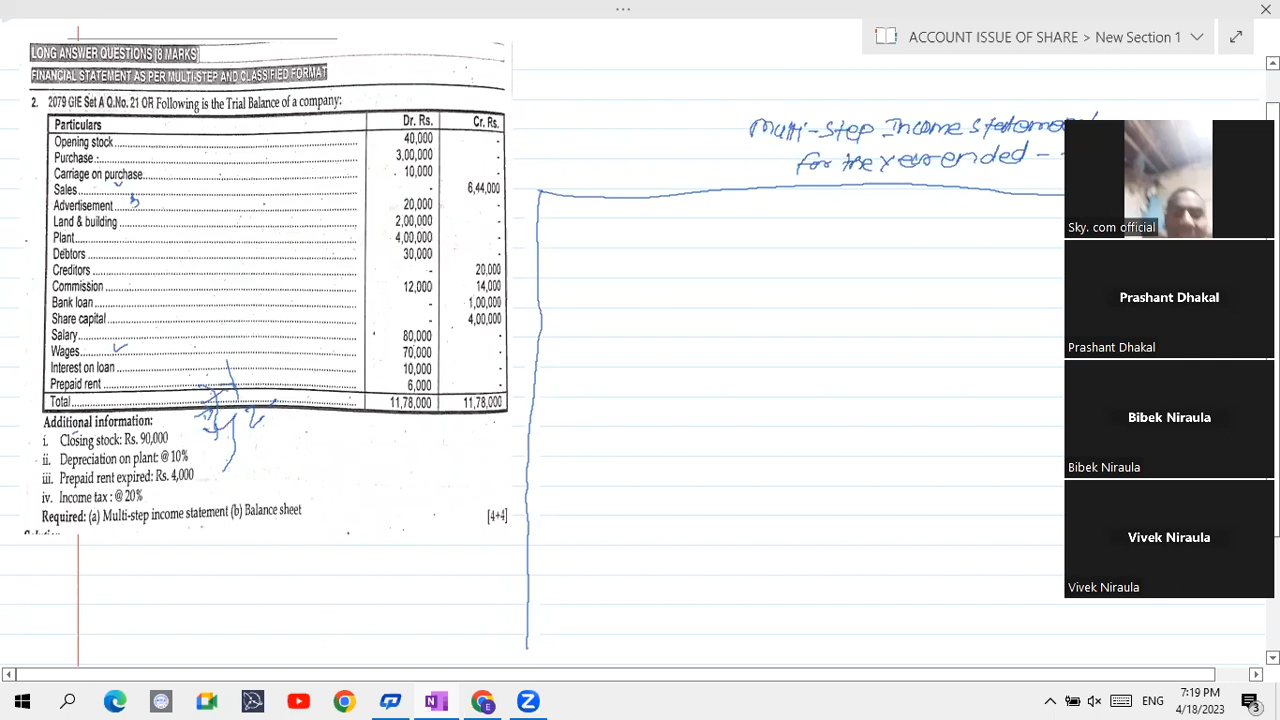 ACCOUNT ISSUE OF SHARE > New Section 1
LONG ANSWER QUESTIONS [8 MARKS]
FINANCIAL STATEMENT AS PER MULTI-STEP AND CLASSIFIED FORMAT
2. 2079 GIE Set A Q.No. 21 OR Following is the Trial Balance of a company:
Particulars Dr. Rs. Cr. Rs.
Opening stock 40,000 -
Purchase 3,00,000 -
Carriage on purchase 10,000 -
Sales - 6,44,000
Advertisement 20,000 -
Land & building 2,00,000 -
Plant 4,00,000 -
Debtors 30,000 -
Creditors - 20,000
Commission 12,000 14,000
Bank loan - 1,00,000
Share capital - 4,00,000
Salary 80,000 -
Wages 70,000 -
Interest on loan 10,000 -
Prepaid rent 6,000 -
Total 11,78,000 11,78,000
Additional information:
i. Closing stock: Rs. 90,000
ii. Depreciation on plant: @ 10%
iii. Prepaid rent expired: Rs. 4,000
iv. Income tax : @ 20%
Required: (a) Multi-step income statement (b) Balance sheet [4+4]
Multi-step Income Statement
for the year ended - -
Sky. com official
Prashant Dhakal
Prashant Dhakal
Bibek Niraula
Bibek Niraula
Vivek Niraula
Vivek Niraula
ENG
7:19 PM
4/18/2023
3